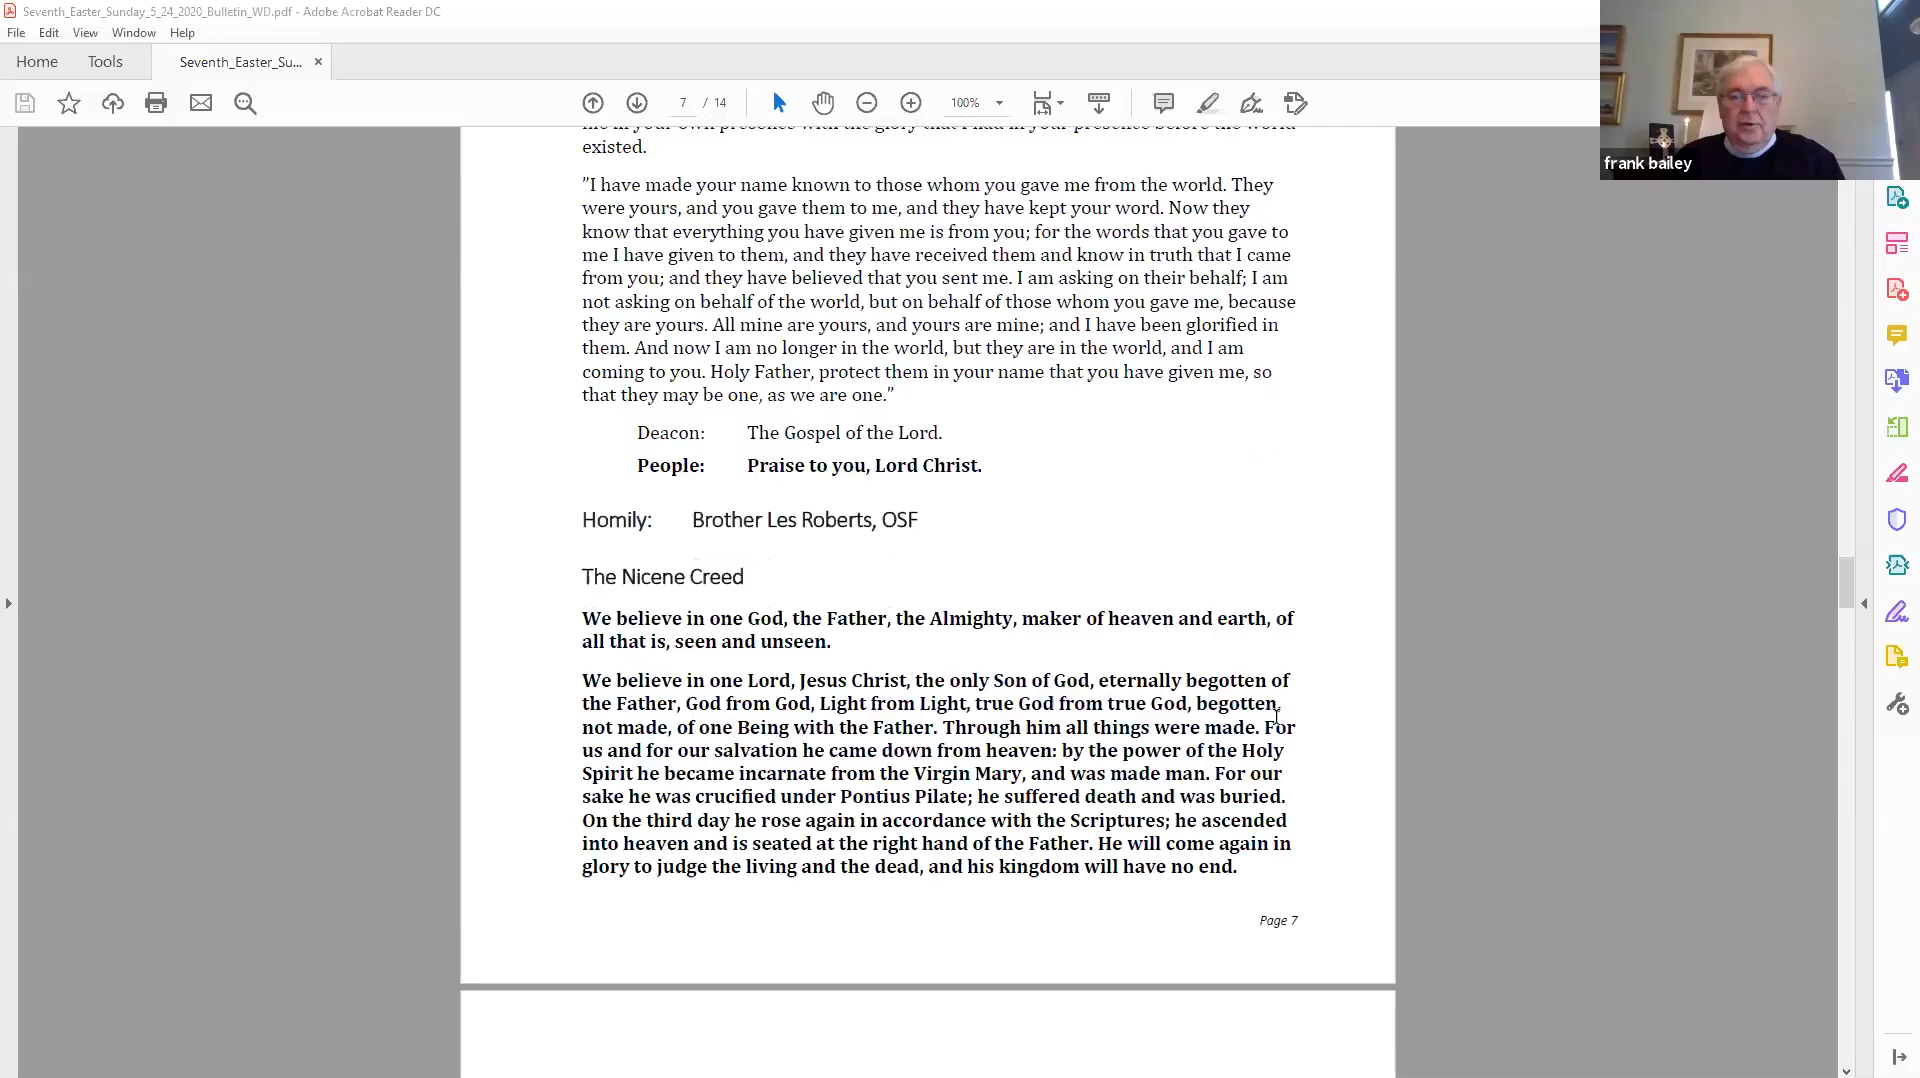 Seventh_Easter_Sunday_5_24_2020_Bulletin_WD.pdf - Adobe Acrobat Reader DC
File Edit View Window Help
Home Tools Seventh_Easter_Su... ×
7 / 14 100%
frank bailey
me in your own presence with the glory that I had in your presence before the world
existed.
”I have made your name known to those whom you gave me from the world. They
were yours, and you gave them to me, and they have kept your word. Now they
know that everything you have given me is from you; for the words that you gave to
me I have given to them, and they have received them and know in truth that I came
from you; and they have believed that you sent me. I am asking on their behalf; I am
not asking on behalf of the world, but on behalf of those whom you gave me, because
they are yours. All mine are yours, and yours are mine; and I have been glorified in
them. And now I am no longer in the world, but they are in the world, and I am
coming to you. Holy Father, protect them in your name that you have given me, so
that they may be one, as we are one.”
Deacon: The Gospel of the Lord.
People: Praise to you, Lord Christ.
Homily: Brother Les Roberts, OSF
The Nicene Creed
We believe in one God, the Father, the Almighty, maker of heaven and earth, of
all that is, seen and unseen.
We believe in one Lord, Jesus Christ, the only Son of God, eternally begotten of
the Father, God from God, Light from Light, true God from true God, begotten,
not made, of one Being with the Father. Through him all things were made. For
us and for our salvation he came down from heaven: by the power of the Holy
Spirit he became incarnate from the Virgin Mary, and was made man. For our
sake he was crucified under Pontius Pilate; he suffered death and was buried.
On the third day he rose again in accordance with the Scriptures; he ascended
into heaven and is seated at the right hand of the Father. He will come again in
glory to judge the living and the dead, and his kingdom will have no end.
Page 7